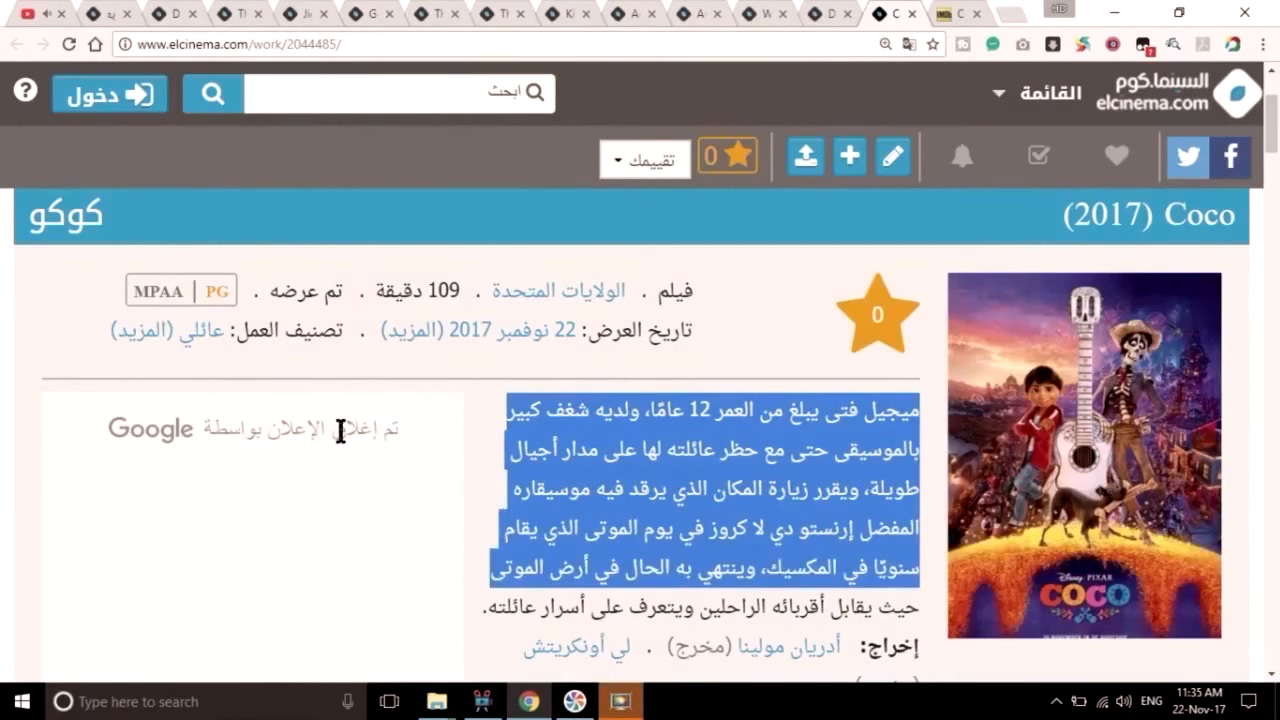 www.elcinema.com/work/2044485/
HD
السينما.كوم
elcinema.com
القائمة
ابحث
دخول
تقييمك
0
Coco (2017)
كوكو
فيلم . الولايات المتحدة . 109 دقيقة . تم عرضه . MPAA | PG
تاريخ العرض: 22 نوفمبر 2017 (المزيد) . تصنيف العمل: عائلي (المزيد)
0
ميجيل فتى يبلغ من العمر 12 عامًا، ولديه شغف كبير
بالموسيقى حتى مع حظر عائلته لها على مدار أجيال
طويلة، ويقرر زيارة المكان الذي يرقد فيه موسيقاره
المفضل إرنستو دي لا كروز في يوم الموتى الذي يقام
سنويًا في المكسيك، وينتهي به الحال في أرض الموتى
حيث يقابل أقربائه الراحلين ويتعرف على أسرار عائلته.
إخراج: أدريان مولينا (مخرج) . لي أونكريتش
تم إغلاق الإعلان بواسطة Google
Disney PIXAR
COCO
Type here to search
ENG
11:35 AM
22-Nov-17